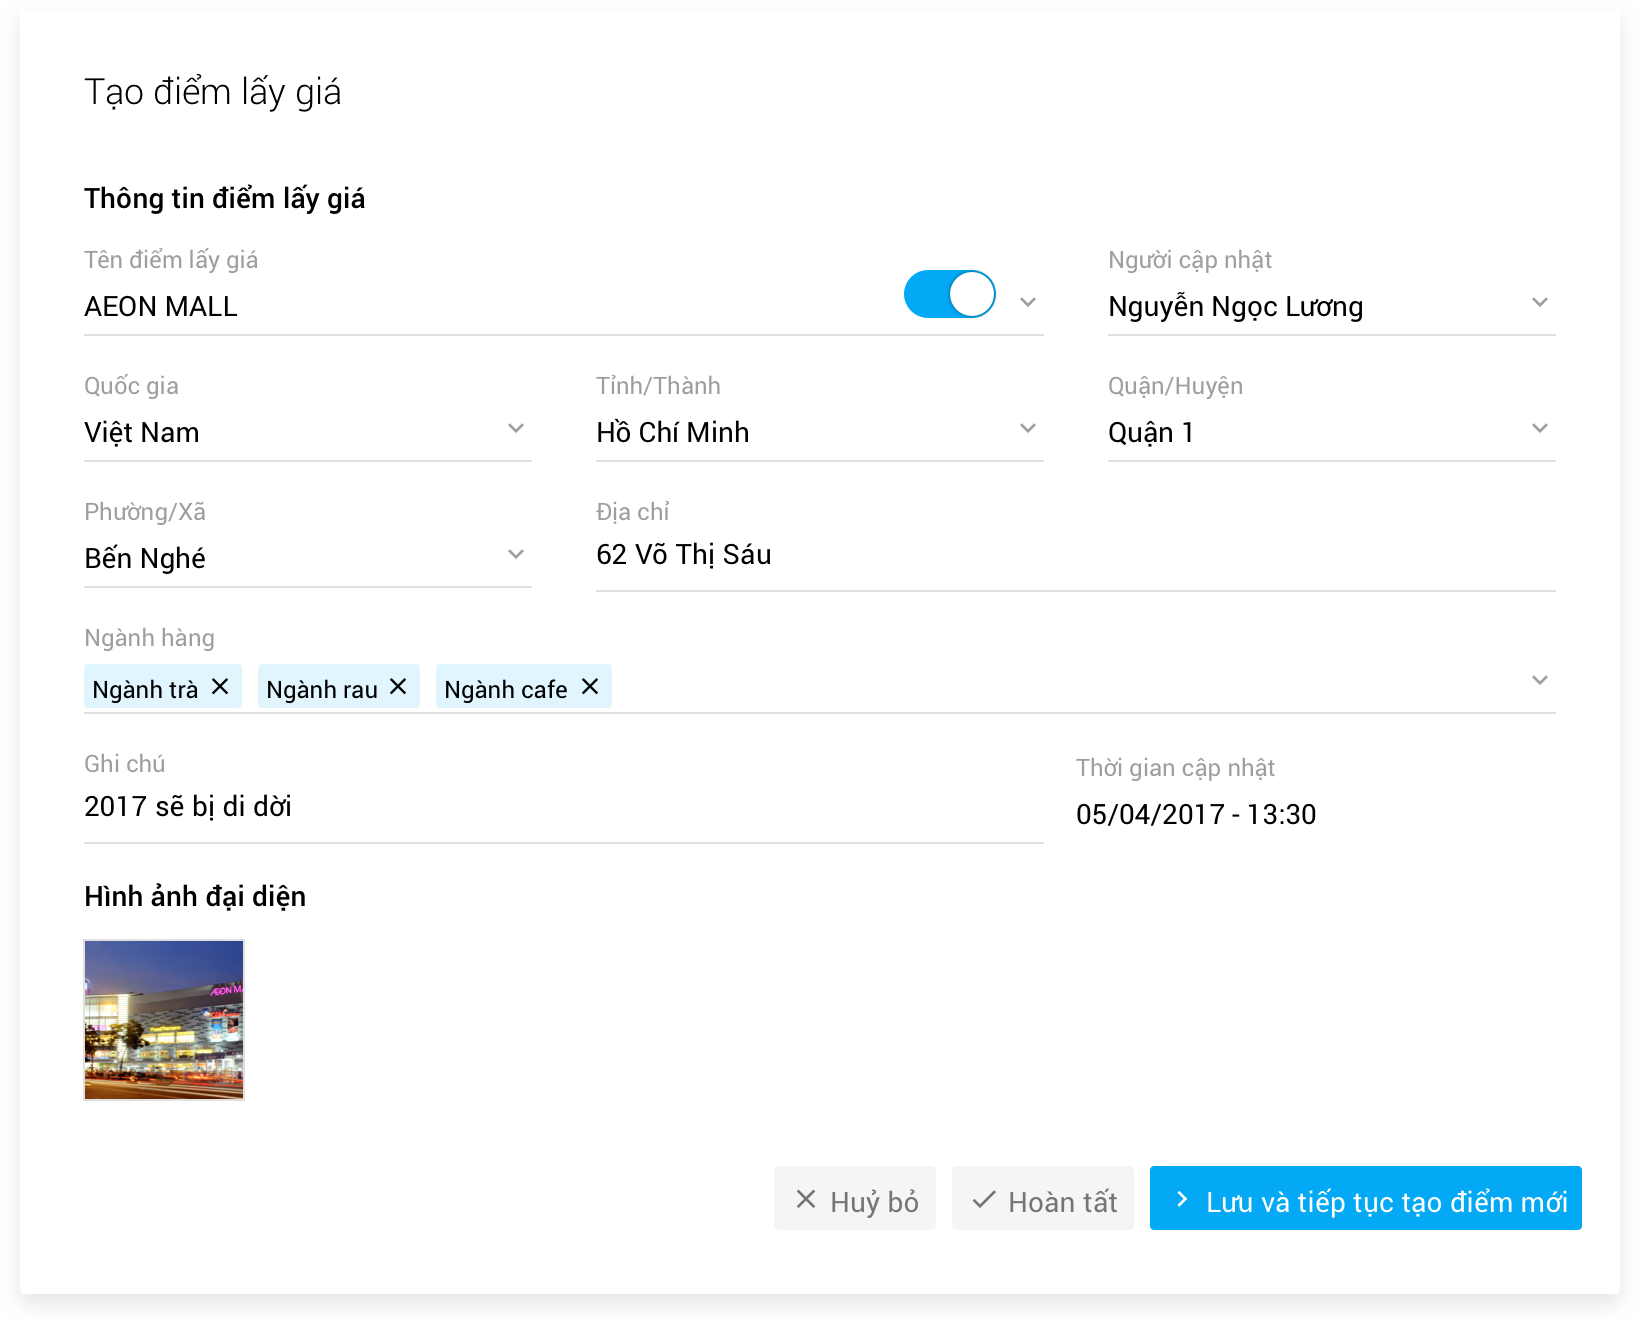 Tạo điểm lấy giá
Thông tin điểm lấy giá
Tên điểm lấy giá
AEON MALL
Người cập nhật
Nguyễn Ngọc Lương
Quốc gia
Việt Nam
Tỉnh/Thành
Hồ Chí Minh
Quận/Huyện
Quận 1
Phường/Xã
Bến Nghé
Địa chỉ
62 Võ Thị Sáu
Ngành hàng
Ngành trà
Ngành rau
Ngành cafe
Ghi chú
2017 sẽ bị di dời
Thời gian cập nhật
05/04/2017 - 13:30
Hình ảnh đại diện
Huỷ bỏ
Hoàn tất
Lưu và tiếp tục tạo điểm mới